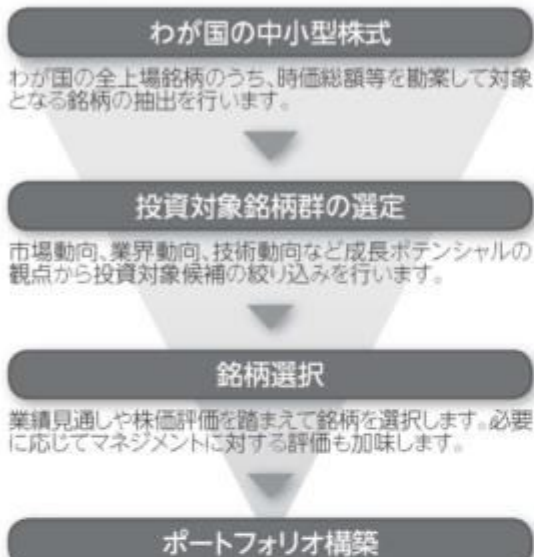 わが国の中小型株式
わが国の全上場銘柄のうち、時価総額等を勘案して対象
となる銘柄の抽出を行います。
投資対象銘柄群の選定
市場動向、業界動向、技術動向など成長ポテンシャルの
観点から投資対象候補の絞り込みを行います。
銘柄選択
業績見通しや株価評価を踏まえて銘柄を選択します。必要
に応じてマネジメントに対する評価も加味します。
ポートフォリオ構築